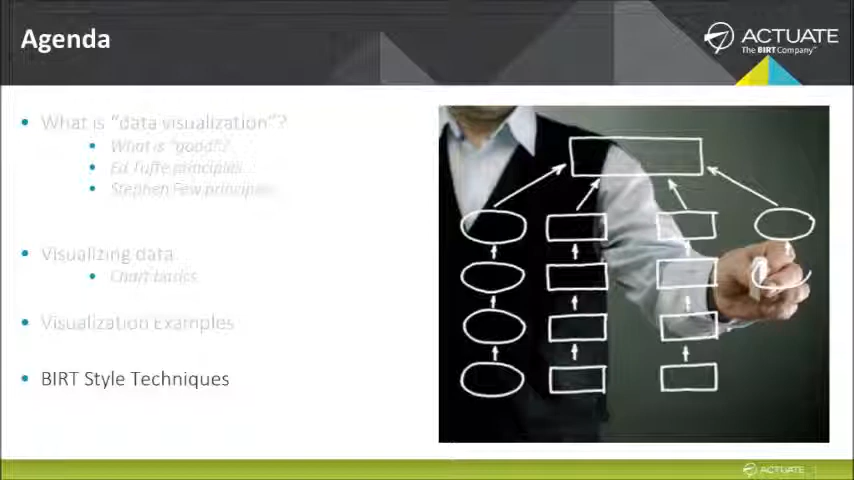 Agenda
ACTUATE
The BIRT Company™
What is “data visualization”?
What is “good”?
Ed Tufte principles
Stephen Few principles
Visualizing data
Chart basics
Visualization Examples
BIRT Style Techniques
ACTUATE